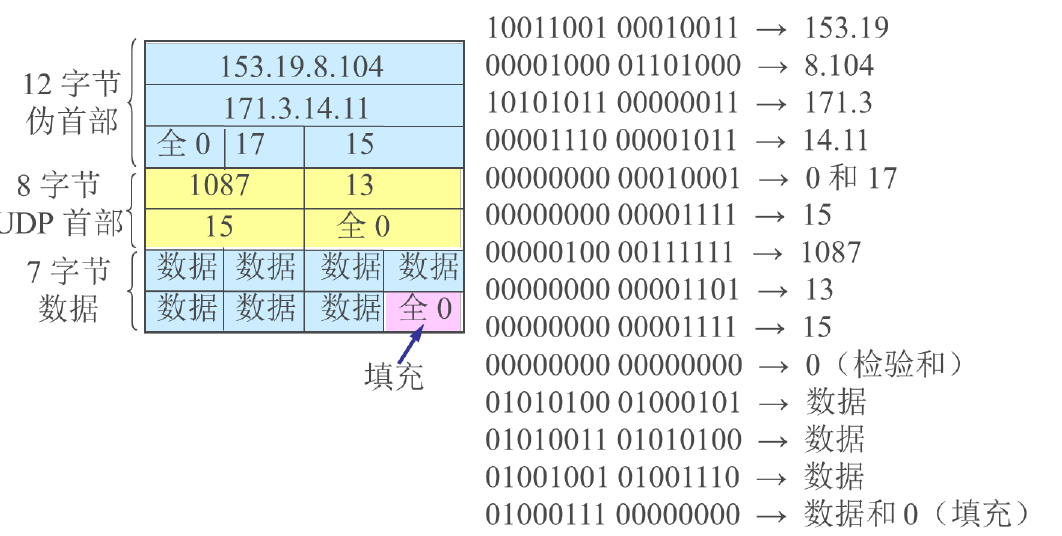 12 字节
伪首部
153.19.8.104
171.3.14.11
全 0 17 15
8 字节
UDP 首部
1087 13
15 全 0
7 字节
数据
数据 数据 数据 数据
数据 数据 数据 全 0
填充
10011001 00010011 → 153.19
00001000 01101000 → 8.104
10101011 00000011 → 171.3
00001110 00001011 → 14.11
00000000 00010001 → 0 和 17
00000000 00001111 → 15
00000100 00111111 → 1087
00000000 00001101 → 13
00000000 00001111 → 15
00000000 00000000 → 0（检验和）
01010100 01000101 → 数据
01010011 01010100 → 数据
01001001 01001110 → 数据
01000111 00000000 → 数据和 0（填充）